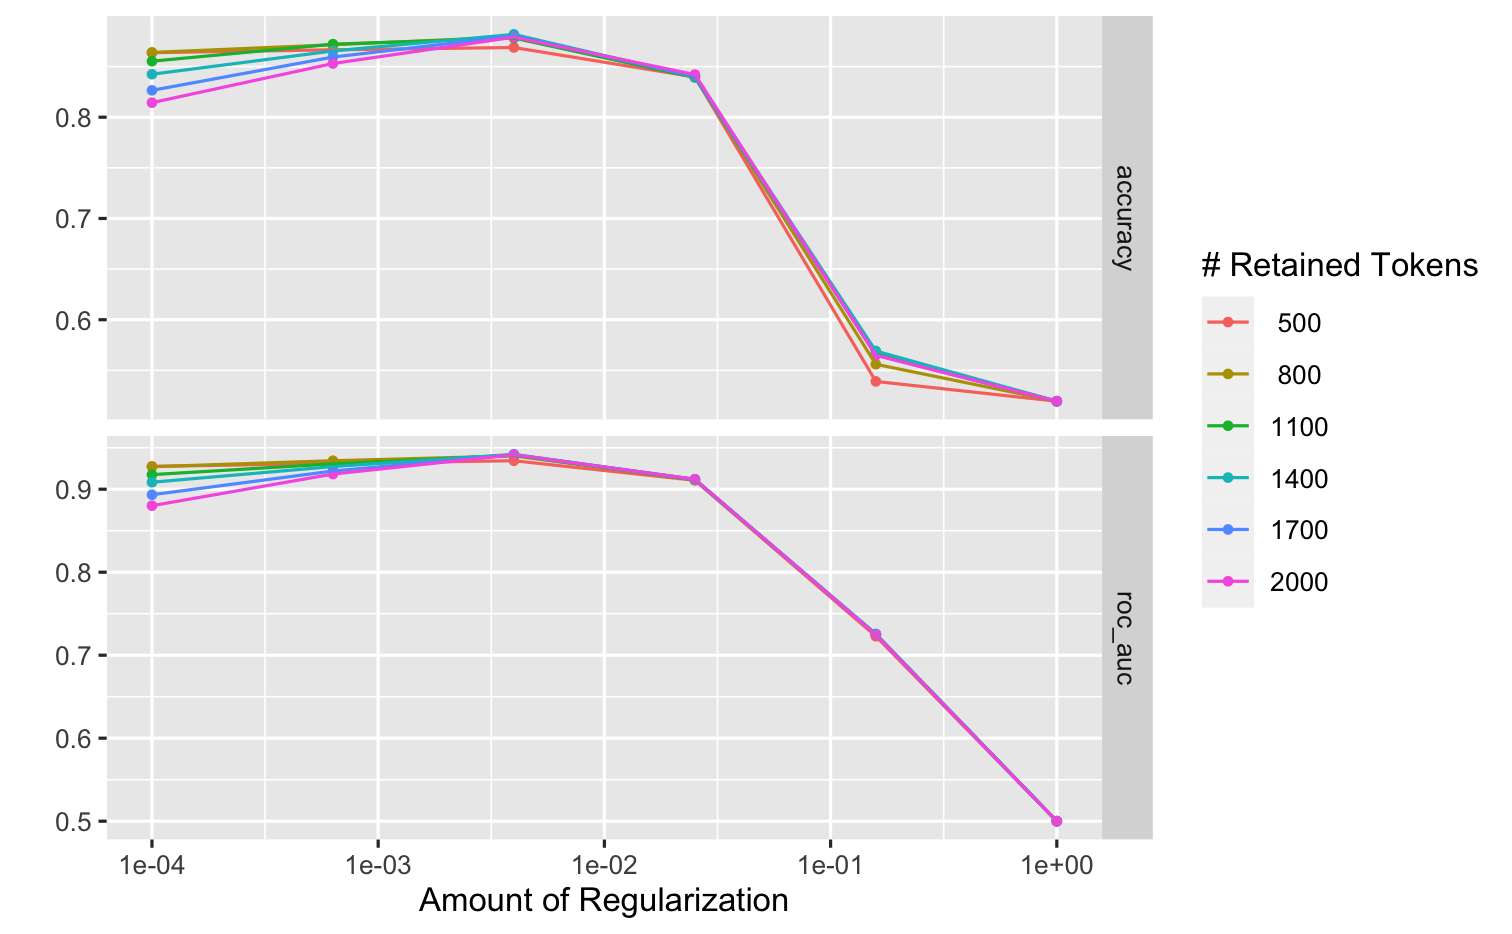 0.8
0.7
0.6
accuracy
0.9
0.8
0.7
0.6
0.5
roc_auc
1e-04 1e-03 1e-02 1e-01 1e+00
Amount of Regularization
# Retained Tokens
500
800
1100
1400
1700
2000